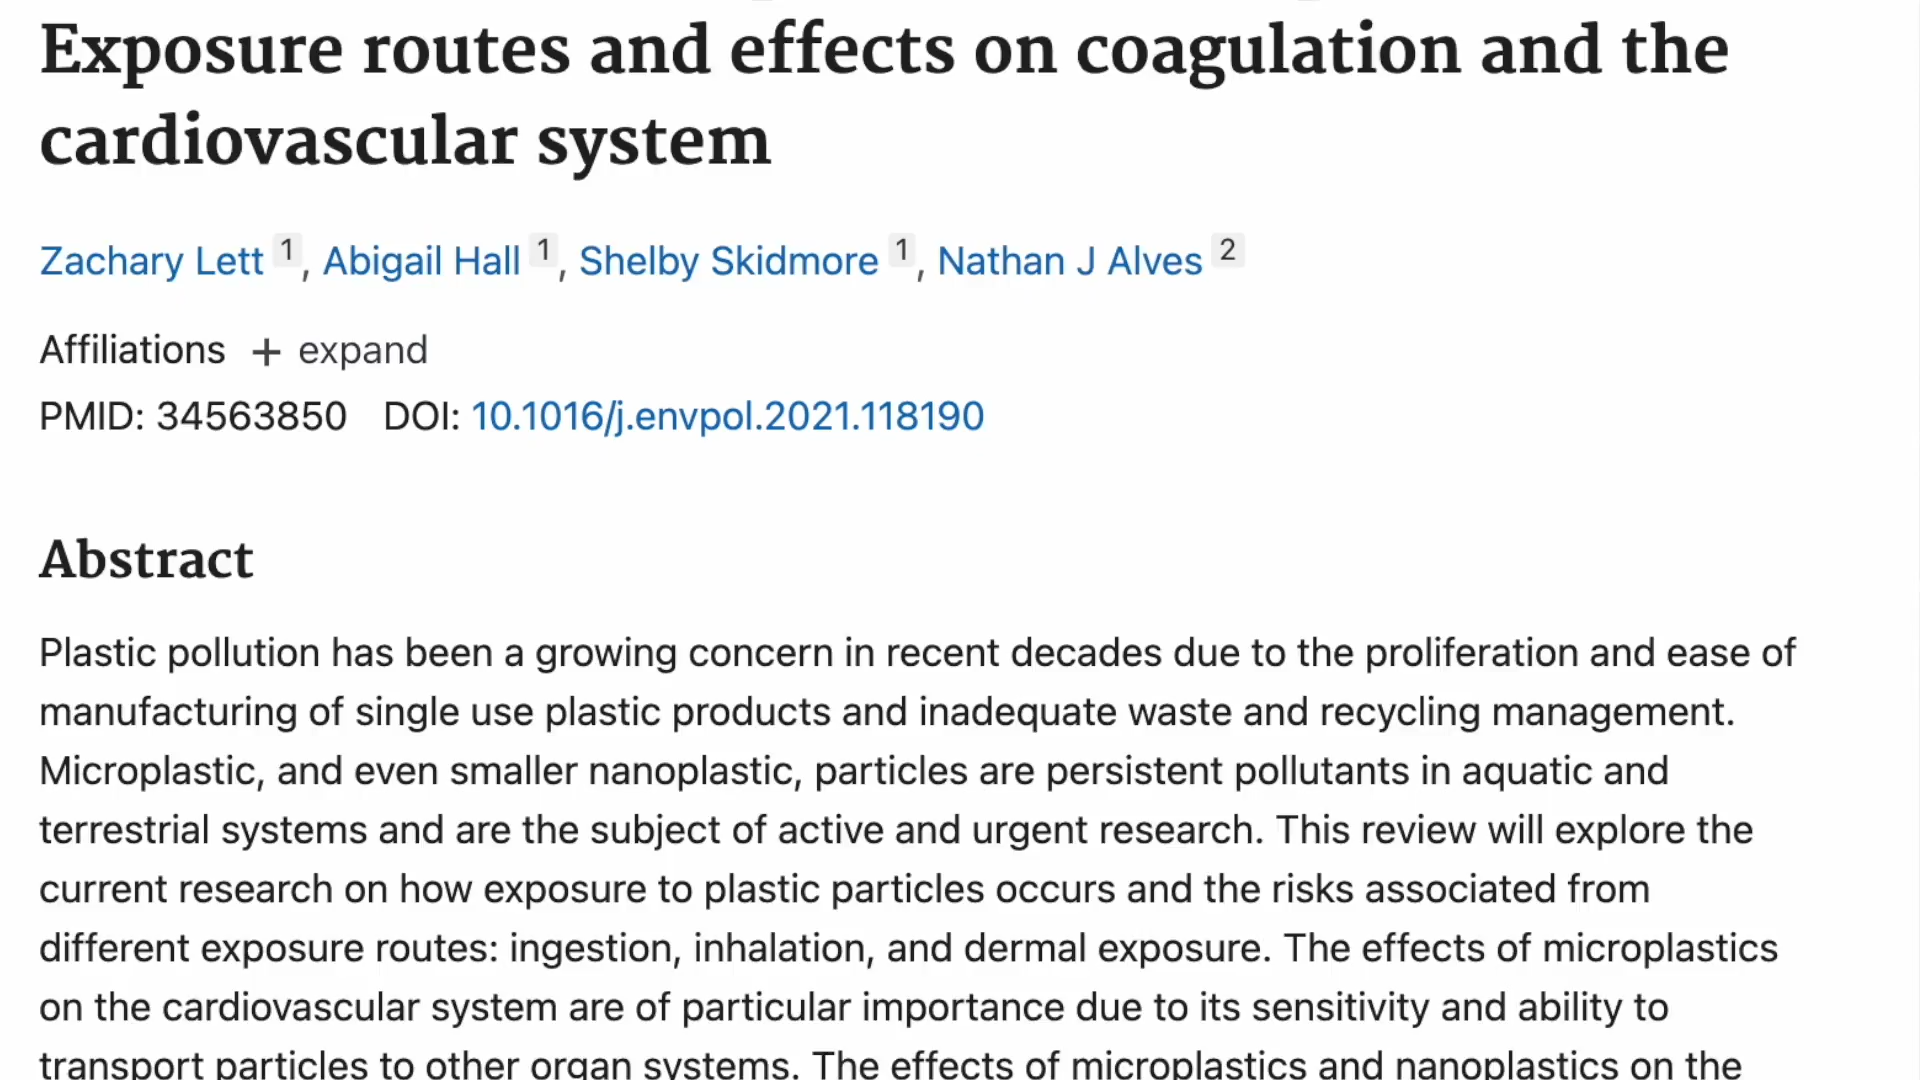 Exposure routes and effects on coagulation and the
cardiovascular system
Zachary Lett 1, Abigail Hall 1, Shelby Skidmore 1, Nathan J Alves 2
Affiliations + expand
PMID: 34563850 DOI: 10.1016/j.envpol.2021.118190
Abstract
Plastic pollution has been a growing concern in recent decades due to the proliferation and ease of
manufacturing of single use plastic products and inadequate waste and recycling management.
Microplastic, and even smaller nanoplastic, particles are persistent pollutants in aquatic and
terrestrial systems and are the subject of active and urgent research. This review will explore the
current research on how exposure to plastic particles occurs and the risks associated from
different exposure routes: ingestion, inhalation, and dermal exposure. The effects of microplastics
on the cardiovascular system are of particular importance due to its sensitivity and ability to
transport particles to other organ systems. The effects of microplastics and nanoplastics on the